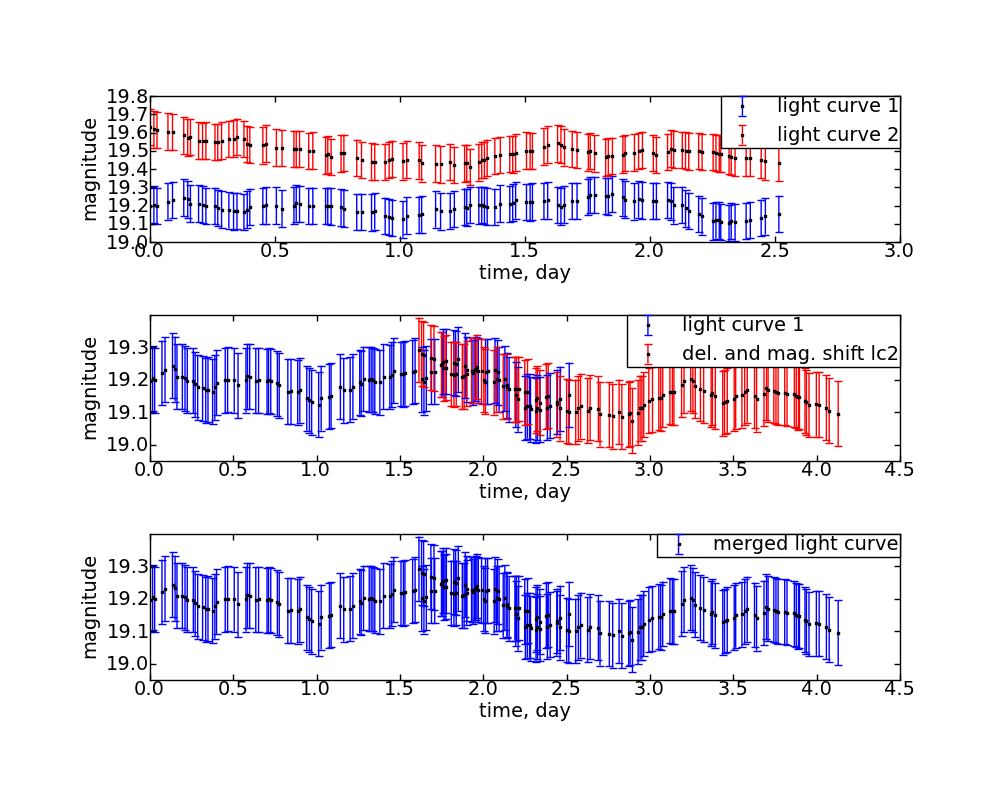 19.8
19.7
19.6
19.5
19.4
19.3
19.2
19.1
19.0
magnitude
light curve 1
light curve 2
0.0 0.5 1.0 1.5 2.0 2.5 3.0
time, day
19.3
19.2
19.1
19.0
magnitude
light curve 1
del. and mag. shift lc2
0.0 0.5 1.0 1.5 2.0 2.5 3.0 3.5 4.0 4.5
time, day
19.3
19.2
19.1
19.0
magnitude
merged light curve
0.0 0.5 1.0 1.5 2.0 2.5 3.0 3.5 4.0 4.5
time, day